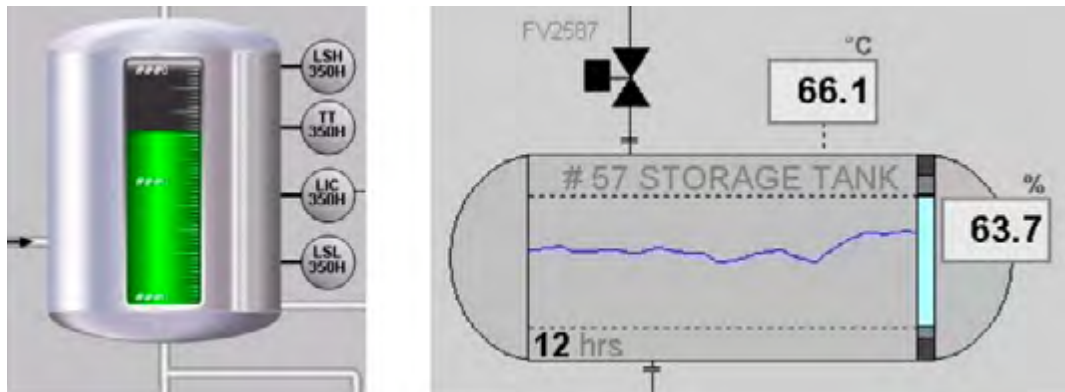 ###
LSH
350H
TT
350H
###
LIC
350H
LSL
350H
###
FV2587
°C
66.1
# 57 STORAGE TANK
%
63.7
12 hrs